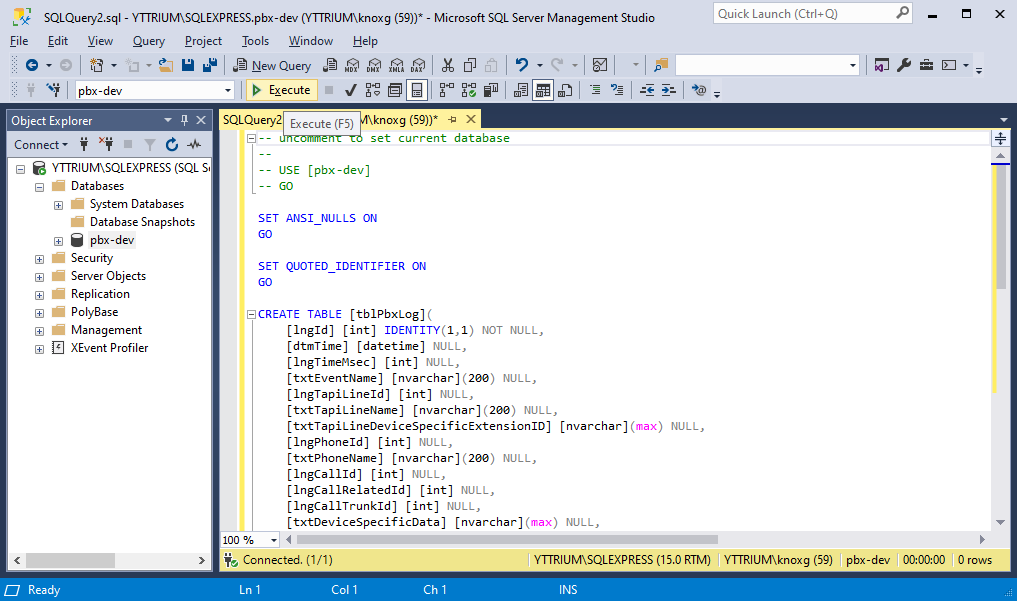 SQLQuery2.sql - YTTRIUM\SQLEXPRESS.pbx-dev (YTTRIUM\knoxg (59))* - Microsoft SQL Server Management Studio
Quick Launch (Ctrl+Q)
File Edit View Query Project Tools Window Help
New Query MDX DMX XMLA DAX
pbx-dev Execute
Object Explorer
SQLQuery2 M\knoxg (59))*
Execute (F5)
Connect
YTTRIUM\SQLEXPRESS (SQL S
Databases
System Databases
Database Snapshots
pbx-dev
Security
Server Objects
Replication
PolyBase
Management
XEvent Profiler
-- uncomment to set current database
--
-- USE [pbx-dev]
-- GO
SET ANSI_NULLS ON
GO
SET QUOTED_IDENTIFIER ON
GO
CREATE TABLE [tblPbxLog](
[lngId] [int] IDENTITY(1,1) NOT NULL,
[dtmTime] [datetime] NULL,
[lngTimeMsec] [int] NULL,
[txtEventName] [nvarchar](200) NULL,
[lngTapiLineId] [int] NULL,
[txtTapiLineName] [nvarchar](200) NULL,
[txtTapiLineDeviceSpecificExtensionID] [nvarchar](max) NULL,
[lngPhoneId] [int] NULL,
[txtPhoneName] [nvarchar](200) NULL,
[lngCallId] [int] NULL,
[lngCallRelatedId] [int] NULL,
[lngCallTrunkId] [int] NULL,
[txtDeviceSpecificData] [nvarchar](max) NULL,
100 %
Connected. (1/1) YTTRIUM\SQLEXPRESS (15.0 RTM) YTTRIUM\knoxg (59) pbx-dev 00:00:00 0 rows
Ready Ln 1 Col 1 Ch 1 INS